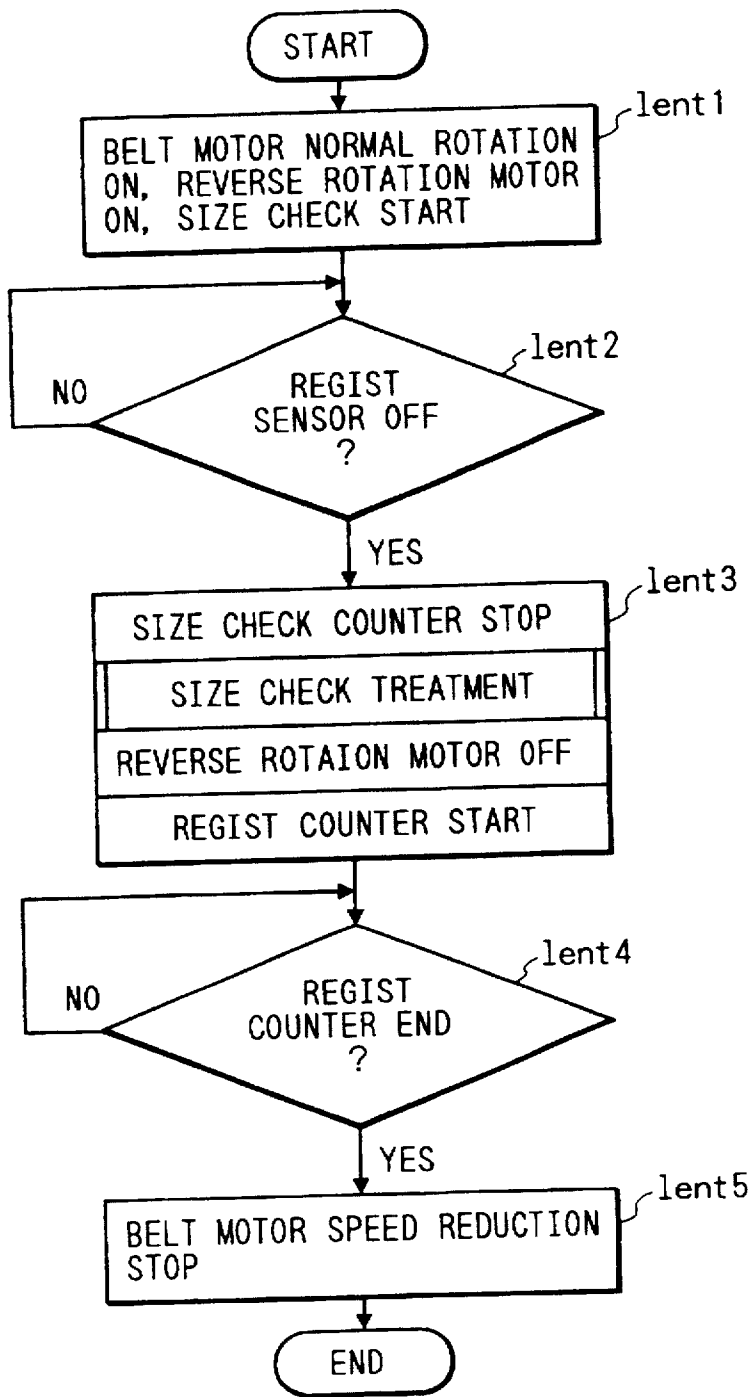 START
lent1
BELT MOTOR NORMAL ROTATION
ON, REVERSE ROTATION MOTOR
ON, SIZE CHECK START
lent2
NO
REGIST
SENSOR OFF
?
YES
lent3
SIZE CHECK COUNTER STOP
SIZE CHECK TREATMENT
REVERSE ROTAION MOTOR OFF
REGIST COUNTER START
lent4
NO
REGIST
COUNTER END
?
YES
lent5
BELT MOTOR SPEED REDUCTION
STOP
END